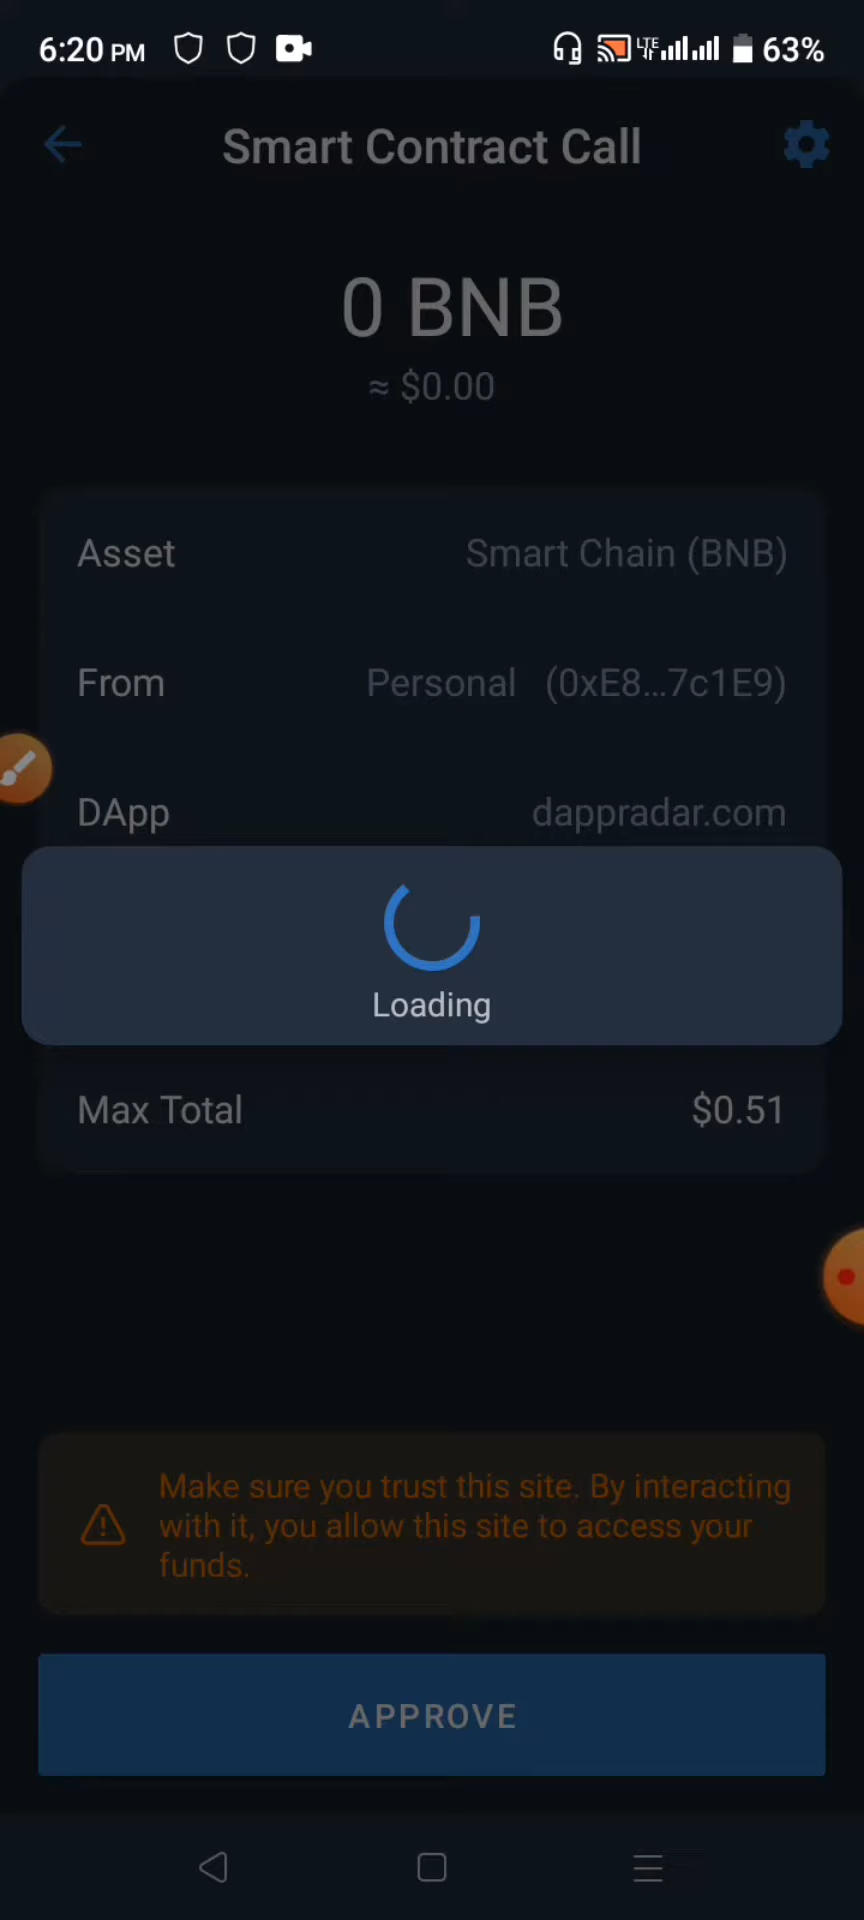 6:20 PM LTE 63%
Smart Contract Call
0 BNB
≈ $0.00
Asset Smart Chain (BNB)
From Personal (0xE8...7c1E9)
DApp dappradar.com
Loading
Max Total $0.51
Make sure you trust this site. By interacting
with it, you allow this site to access your
funds.
APPROVE